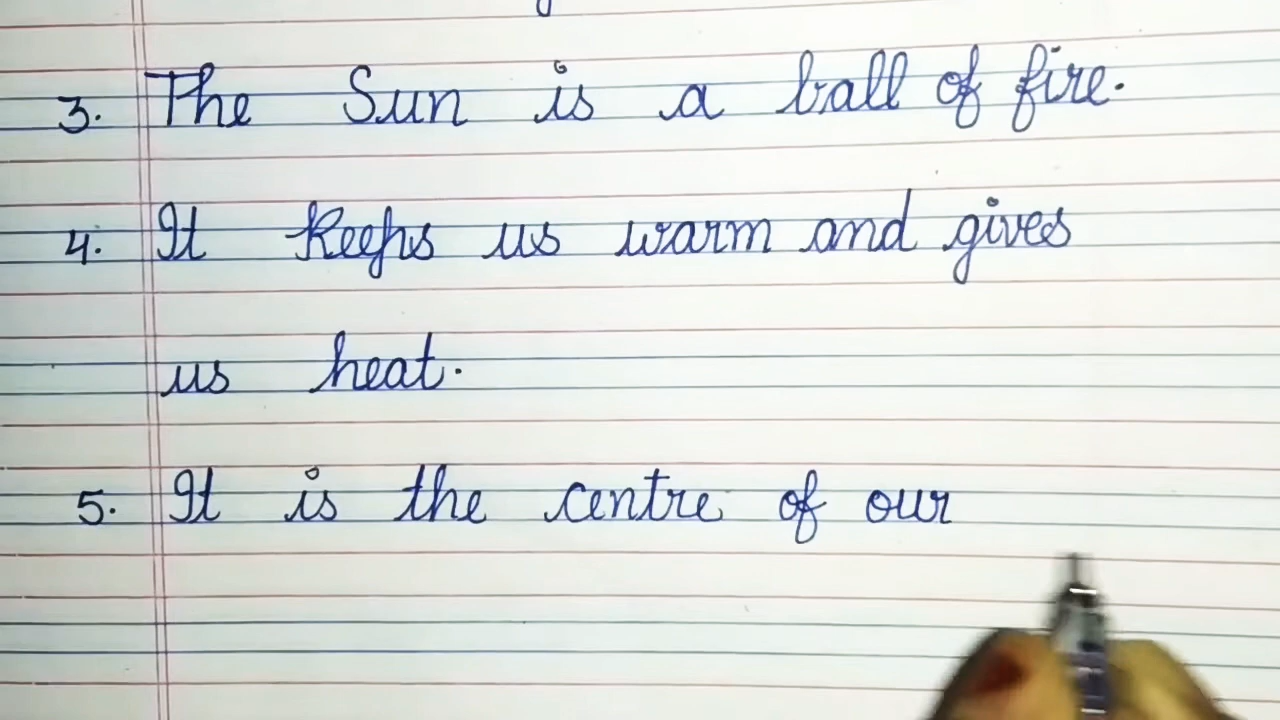 3. The Sun is a ball of fire.
4. It keeps us warm and gives
us heat.
5. It is the centre of our